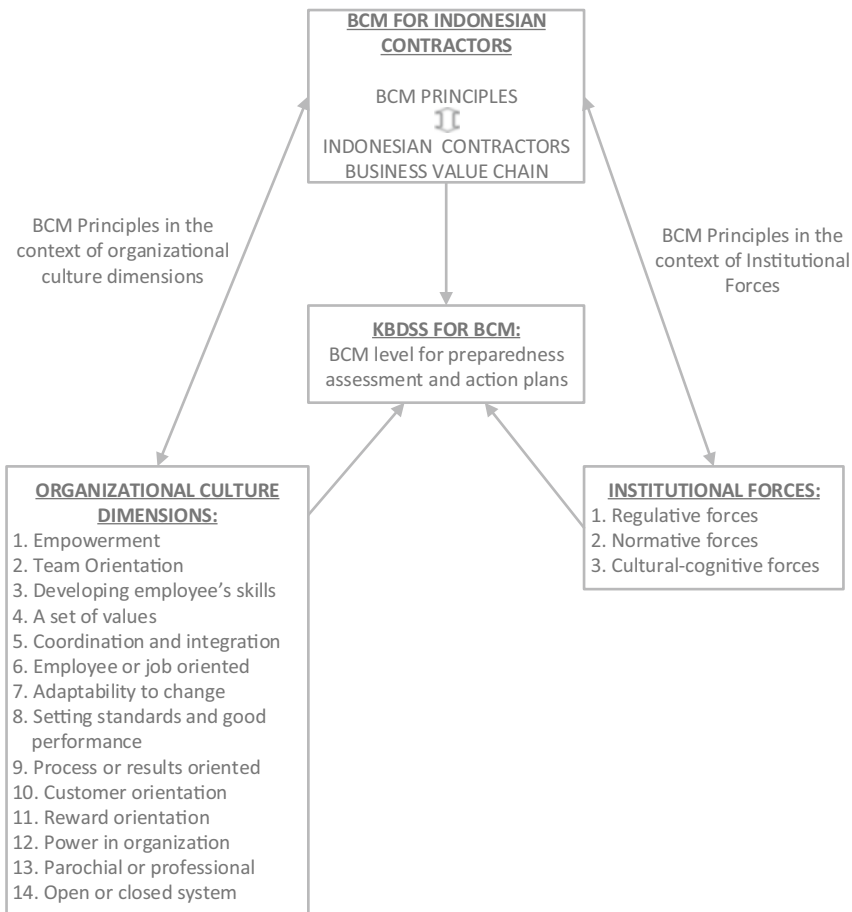 BCM FOR INDONESIAN
CONTRACTORS
BCM PRINCIPLES
INDONESIAN CONTRACTORS
BUSINESS VALUE CHAIN
BCM Principles in the
context of organizational
culture dimensions
BCM Principles in the
context of Institutional
Forces
KBDSS FOR BCM:
BCM level for preparedness
assessment and action plans
ORGANIZATIONAL CULTURE
DIMENSIONS:
1. Empowerment
2. Team Orientation
3. Developing employee’s skills
4. A set of values
5. Coordination and integration
6. Employee or job oriented
7. Adaptability to change
8. Setting standards and good
performance
9. Process or results oriented
10. Customer orientation
11. Reward orientation
12. Power in organization
13. Parochial or professional
14. Open or closed system
INSTITUTIONAL FORCES:
1. Regulative forces
2. Normative forces
3. Cultural-cognitive forces